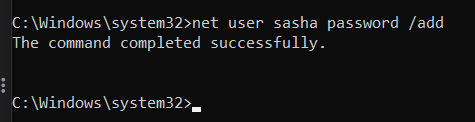 C:\Windows\system32>net user sasha password /add
The command completed successfully.
C:\Windows\system32>